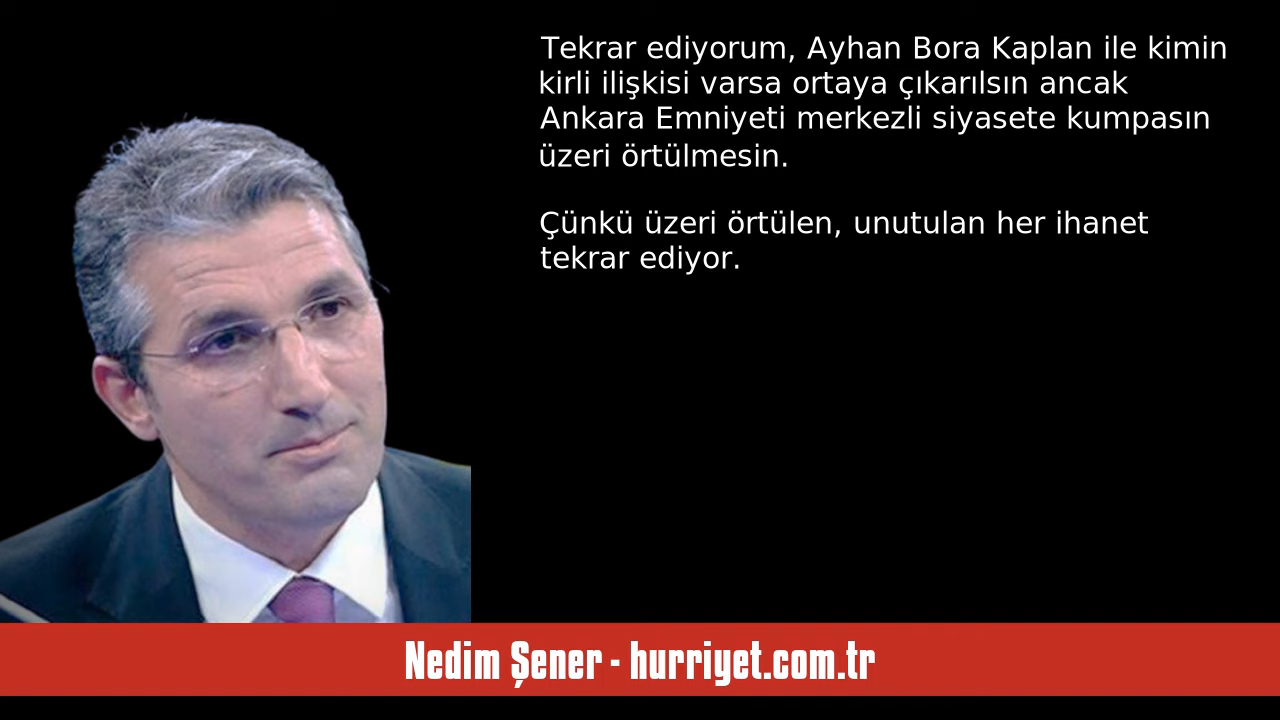 Tekrar ediyorum, Ayhan Bora Kaplan ile kimin
kirli ilişkisi varsa ortaya çıkarılsın ancak
Ankara Emniyeti merkezli siyasete kumpasın
üzeri örtülmesin.
Çünkü üzeri örtülen, unutulan her ihanet
tekrar ediyor.
Nedim Şener - hurriyet.com.tr